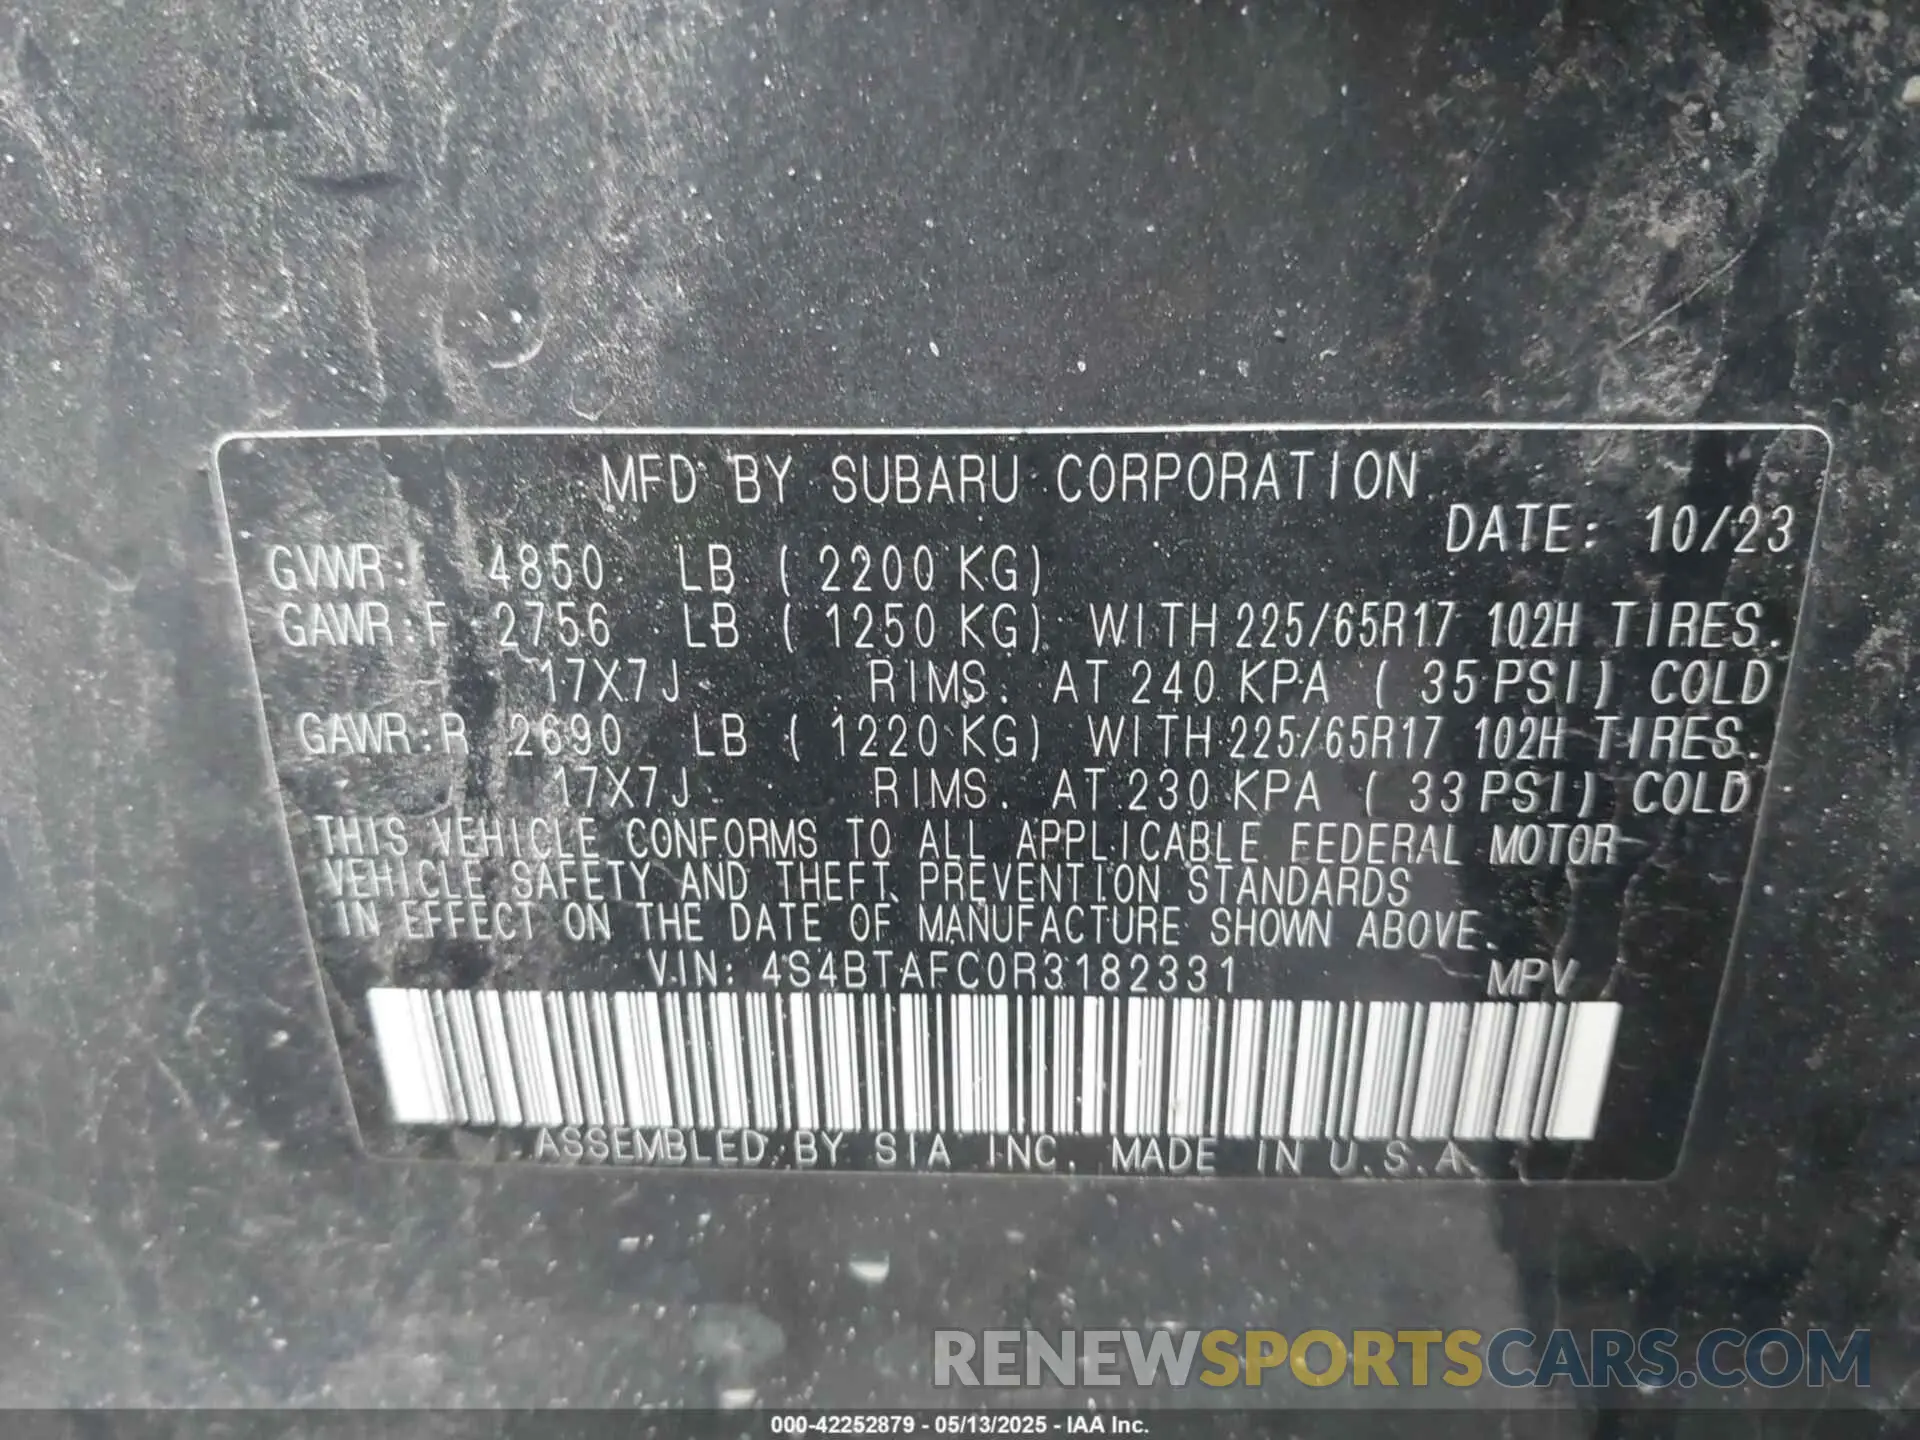 MFD BY SUBARU CORPORATION
DATE: 10/23
GVWR: 4850 LB (2200 KG)
GAWR:F 2756 LB (1250 KG) WITH 225/65R17 102H TIRES.
17X7J RIMS. AT 240 KPA (35 PSI) COLD
GAWR:R 2690 LB (1220 KG) WITH 225/65R17 102H TIRES.
17X7J RIMS. AT 230 KPA (33 PSI) COLD
THIS VEHICLE CONFORMS TO ALL APPLICABLE FEDERAL MOTOR
VEHICLE SAFETY AND THEFT PREVENTION STANDARDS
IN EFFECT ON THE DATE OF MANUFACTURE SHOWN ABOVE.
VIN: 4S4BTAFC0R3182331 MPV
ASSEMBLED BY SIA INC. MADE IN U.S.A.
RENEWSPORTSCARS.COM
000-42252879 - 05/13/2025 - IAA Inc.